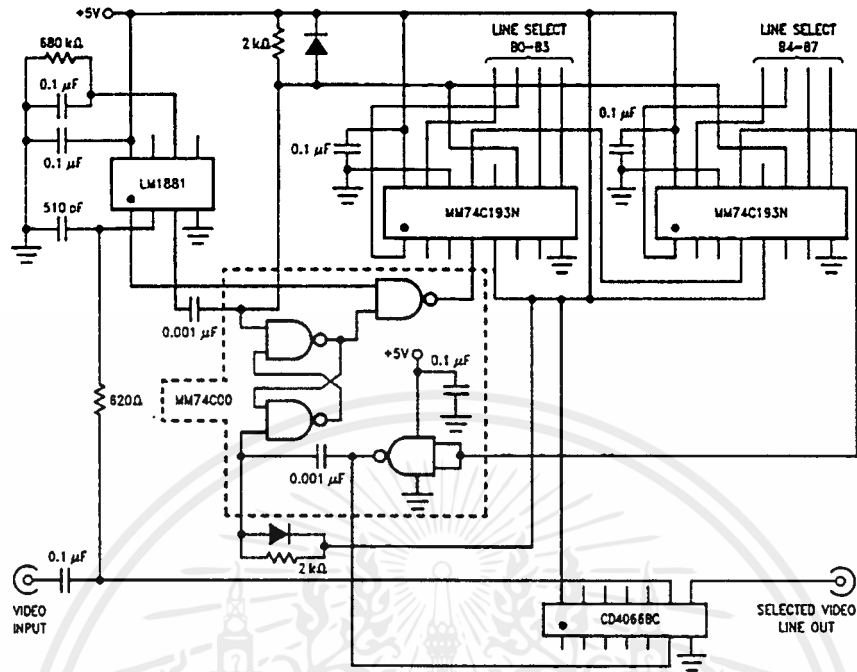 +5V
680 kΩ
0.1 μF
0.1 μF
510 pF
LM1881
2 kΩ
LINE SELECT
B0-B3
LINE SELECT
B4-B7
0.1 μF
0.1 μF
MM74C193N
MM74C193N
0.001 μF
+5V
0.1 μF
MM74C00
620Ω
0.001 μF
2 kΩ
0.1 μF
VIDEO
INPUT
CD4066BC
SELECTED VIDEO
LINE OUT